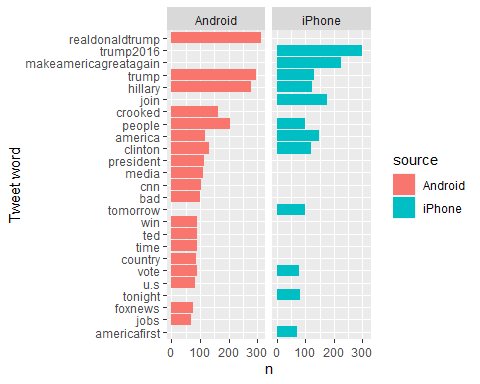 Android iPhone
realdonaldtrump
trump2016
makeamericagreatagain
trump
hillary
join
crooked
people
america
clinton
president
media
cnn
bad
tomorrow
win
ted
time
country
vote
u.s
tonight
foxnews
jobs
americafirst
0 100 200 300 0 100 200 300
n
Tweet word
source
Android
iPhone